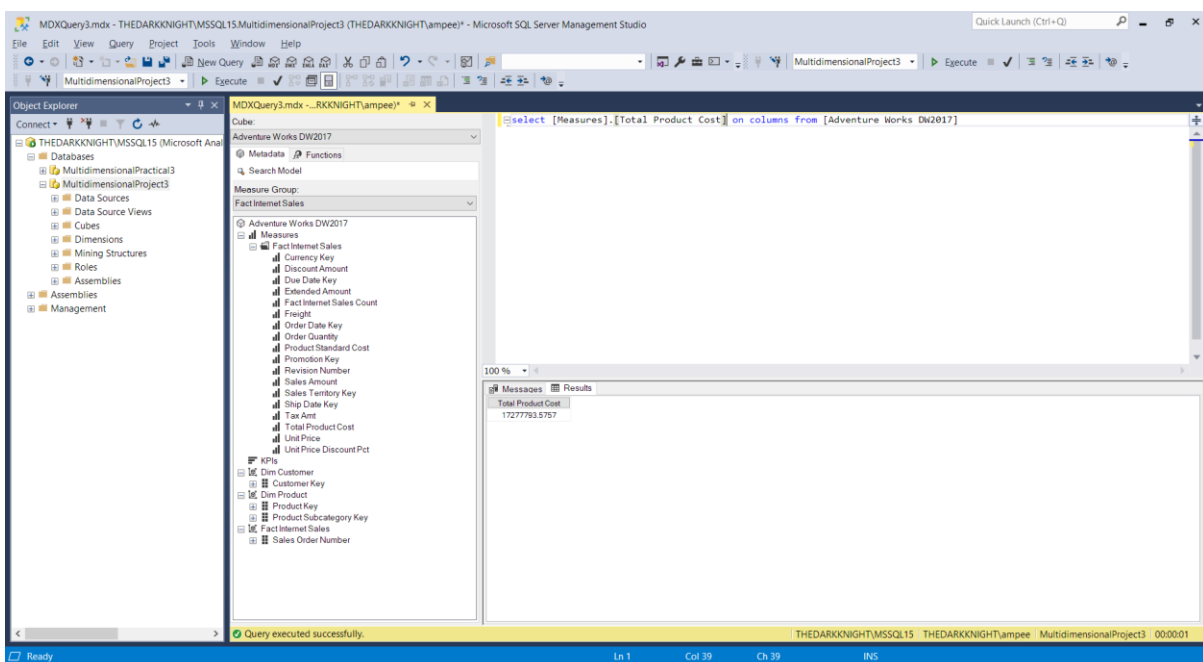 MDXQuery3.mdx - THEDARKKNIGHT\MSSQL15.MultidimensionalProject3 (THEDARKKNIGHT\ampee)* - Microsoft SQL Server Management Studio
Quick Launch (Ctrl+Q)
File Edit View Query Project Tools Window Help
New Query
MultidimensionalProject3
Execute
MultidimensionalProject3
Execute
Object Explorer
Connect
THEDARKKNIGHT\MSSQL15 (Microsoft Anal
Databases
MultidimensionalPractical3
MultidimensionalProject3
Data Sources
Data Source Views
Cubes
Dimensions
Mining Structures
Roles
Assemblies
Assemblies
Management
MDXQuery3.mdx -...RKKNIGHT\ampee)*
Cube:
Adventure Works DW2017
Metadata Functions
Search Model
Measure Group:
Fact Internet Sales
Adventure Works DW2017
Measures
Fact Internet Sales
Currency Key
Discount Amount
Due Date Key
Extended Amount
Fact Internet Sales Count
Freight
Order Date Key
Order Quantity
Product Standard Cost
Promotion Key
Revision Number
Sales Amount
Sales Territory Key
Ship Date Key
Tax Amt
Total Product Cost
Unit Price
Unit Price Discount Pct
KPIs
Dim Customer
Customer Key
Dim Product
Product Key
Product Subcategory Key
Fact Internet Sales
Sales Order Number
select [Measures].[Total Product Cost] on columns from [Adventure Works DW2017]
100 %
Messages Results
Total Product Cost
17277793.5757
Query executed successfully.
THEDARKKNIGHT\MSSQL15 THEDARKKNIGHT\ampee MultidimensionalProject3 00:00:01
Ready Ln 1 Col 39 Ch 39 INS